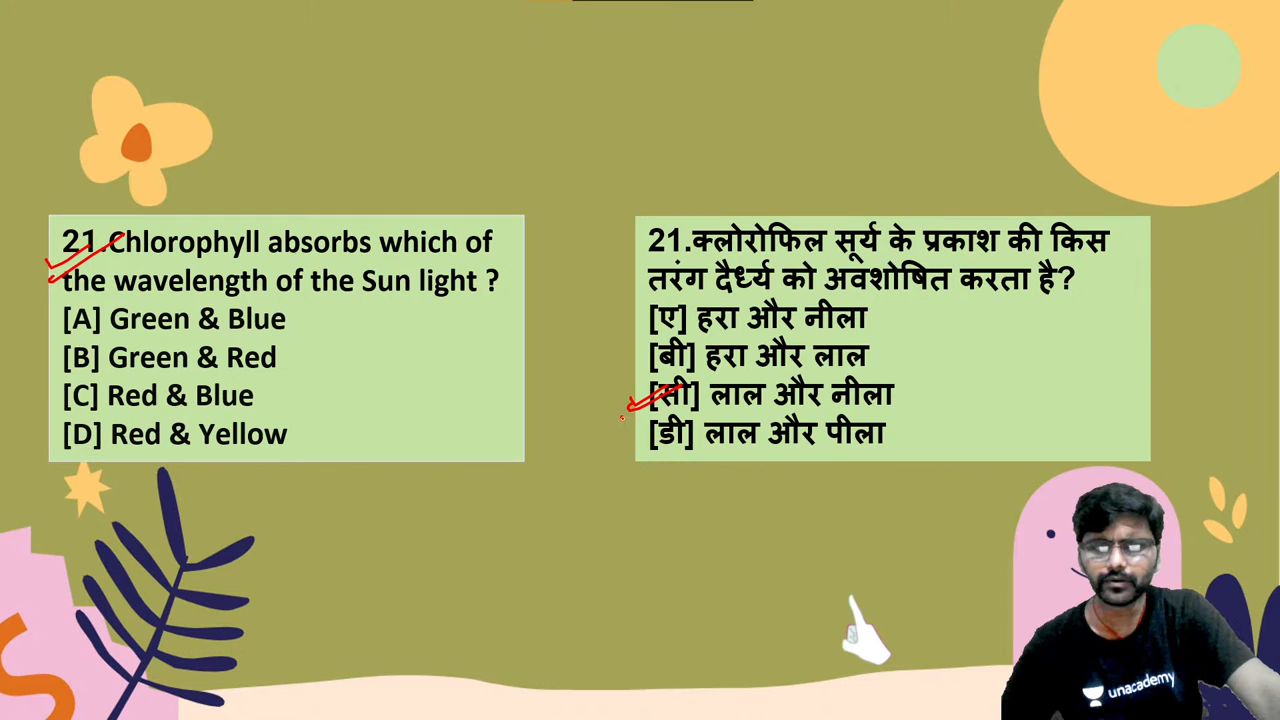 21.Chlorophyll absorbs which of
the wavelength of the Sun light ?
[A] Green & Blue
[B] Green & Red
[C] Red & Blue
[D] Red & Yellow
21.क्लोरोफिल सूर्य के प्रकाश की किस
तरंग दैर्ध्य को अवशोषित करता है?
[ए] हरा और नीला
[बी] हरा और लाल
[सी] लाल और नीला
[डी] लाल और पीला
unacademy